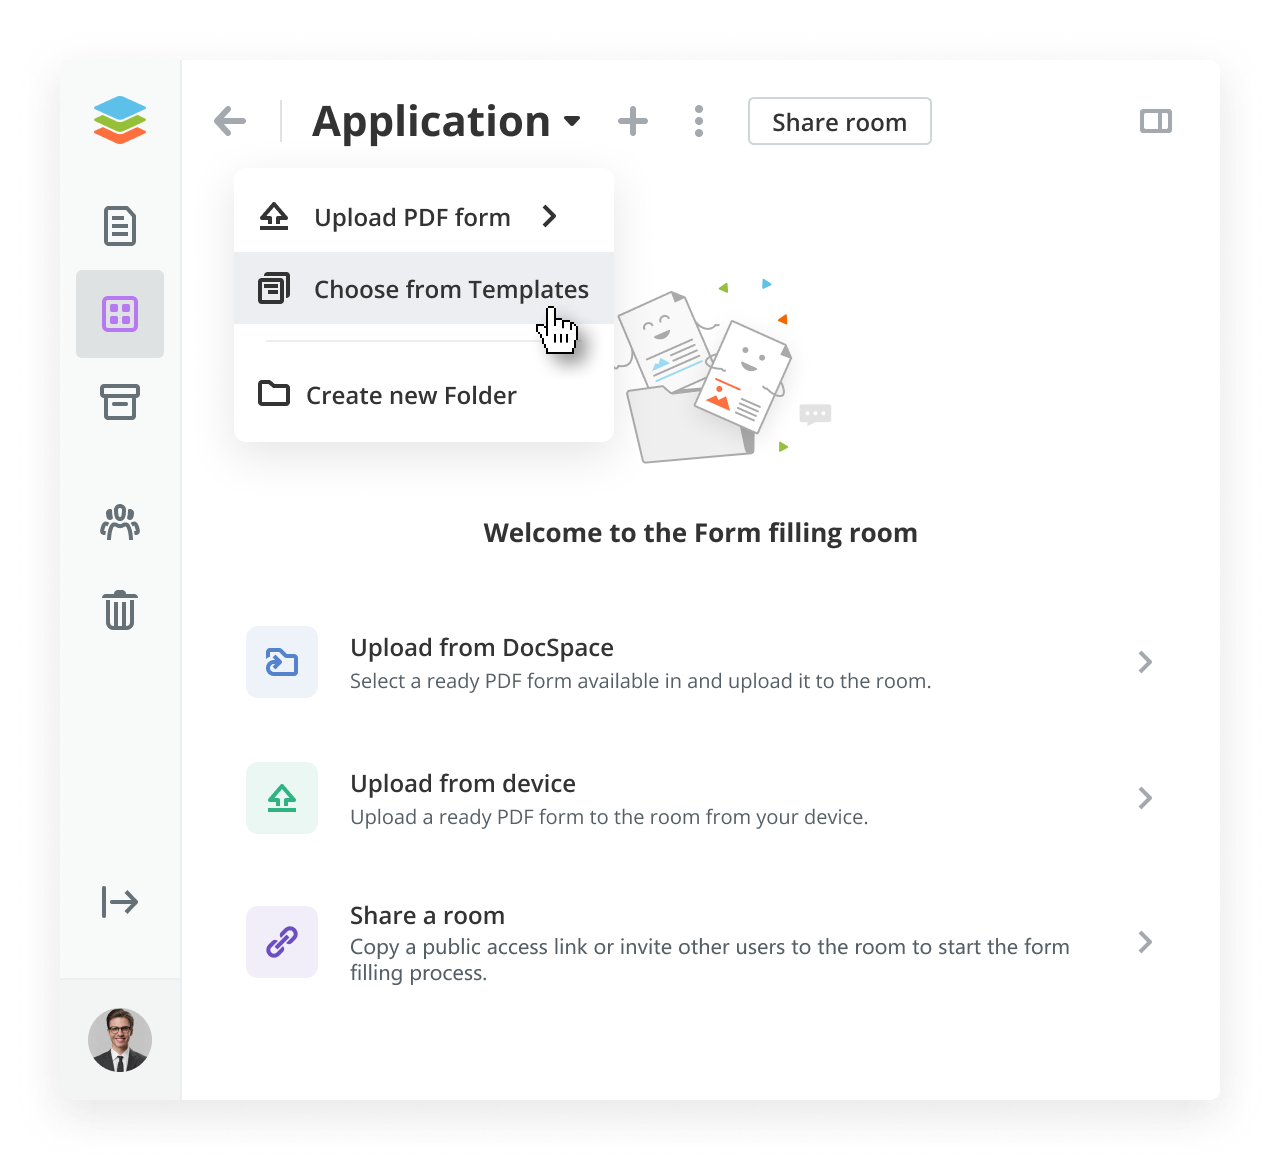 Application
Share room
Upload PDF form
Choose from Templates
Create new Folder
Welcome to the Form filling room
Upload from DocSpace
Select a ready PDF form available in and upload it to the room.
Upload from device
Upload a ready PDF form to the room from your device.
Share a room
Copy a public access link or invite other users to the room to start the form
filling process.